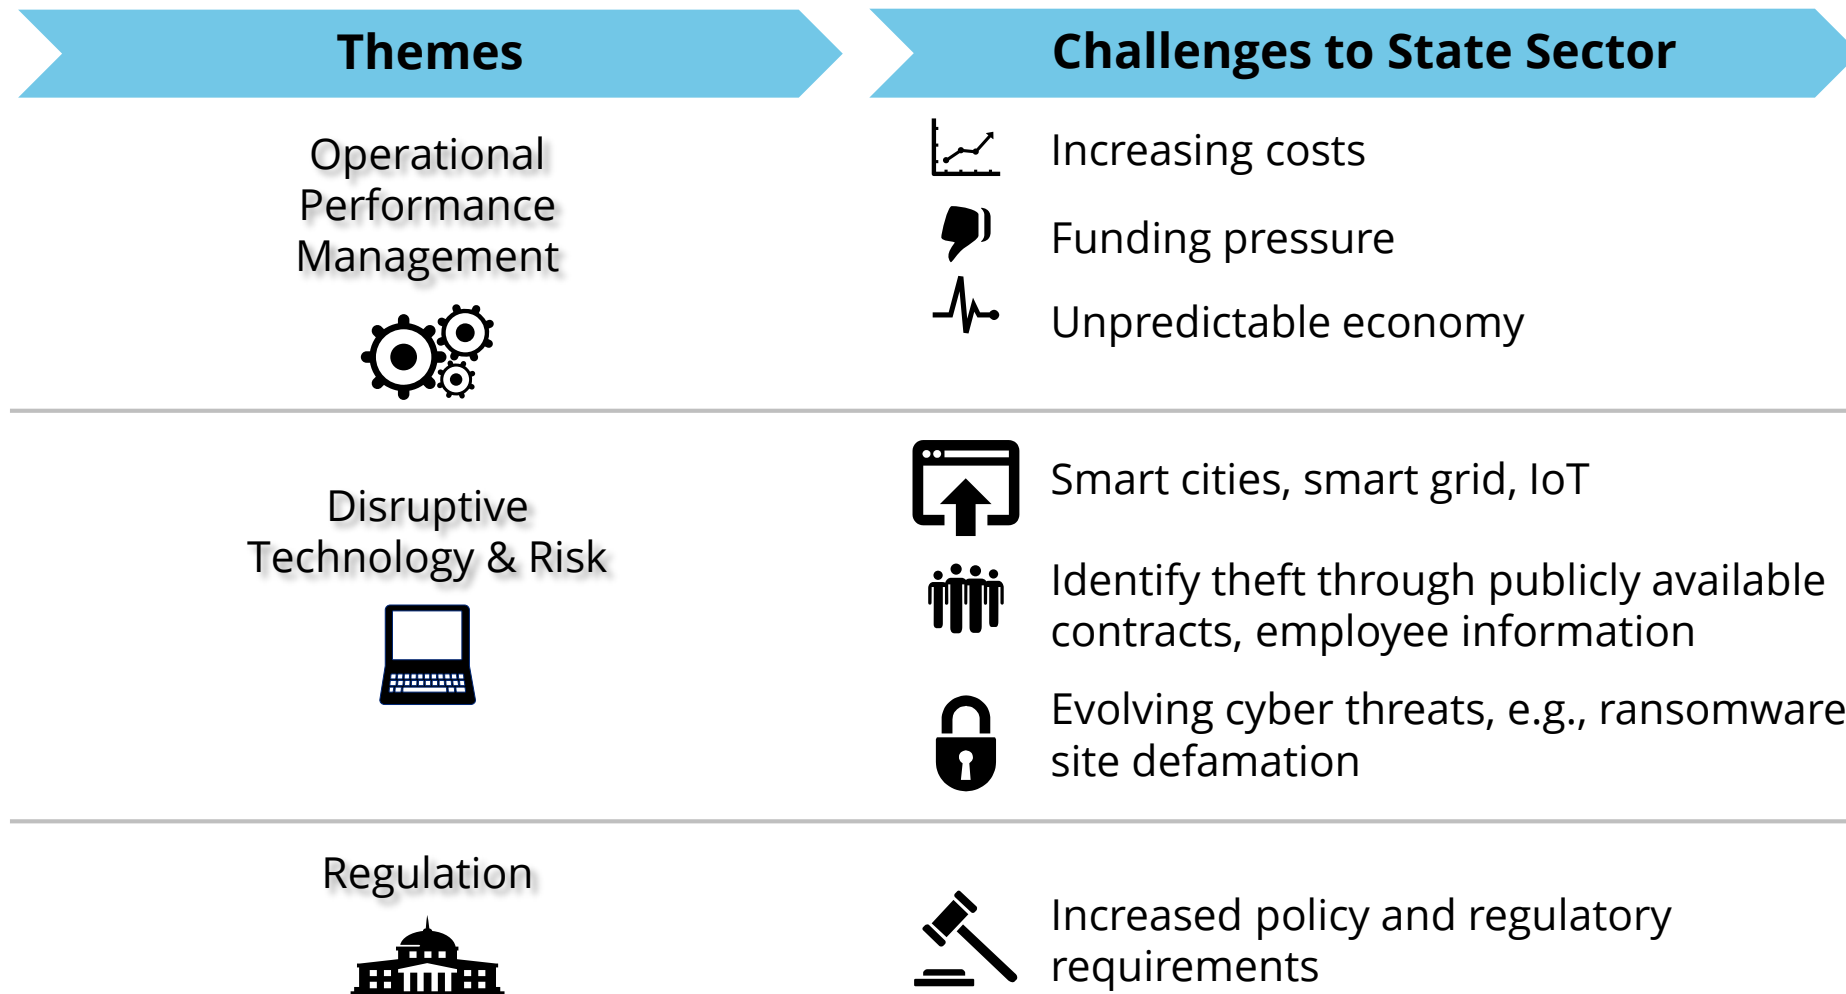 Themes
Challenges to State Sector
Operational
Performance
Management
Increasing costs
Funding pressure
Unpredictable economy
Disruptive
Technology & Risk
Smart cities, smart grid, IoT
Identify theft through publicly available
contracts, employee information
Evolving cyber threats, e.g., ransomware
site defamation
Regulation
Increased policy and regulatory
requirements